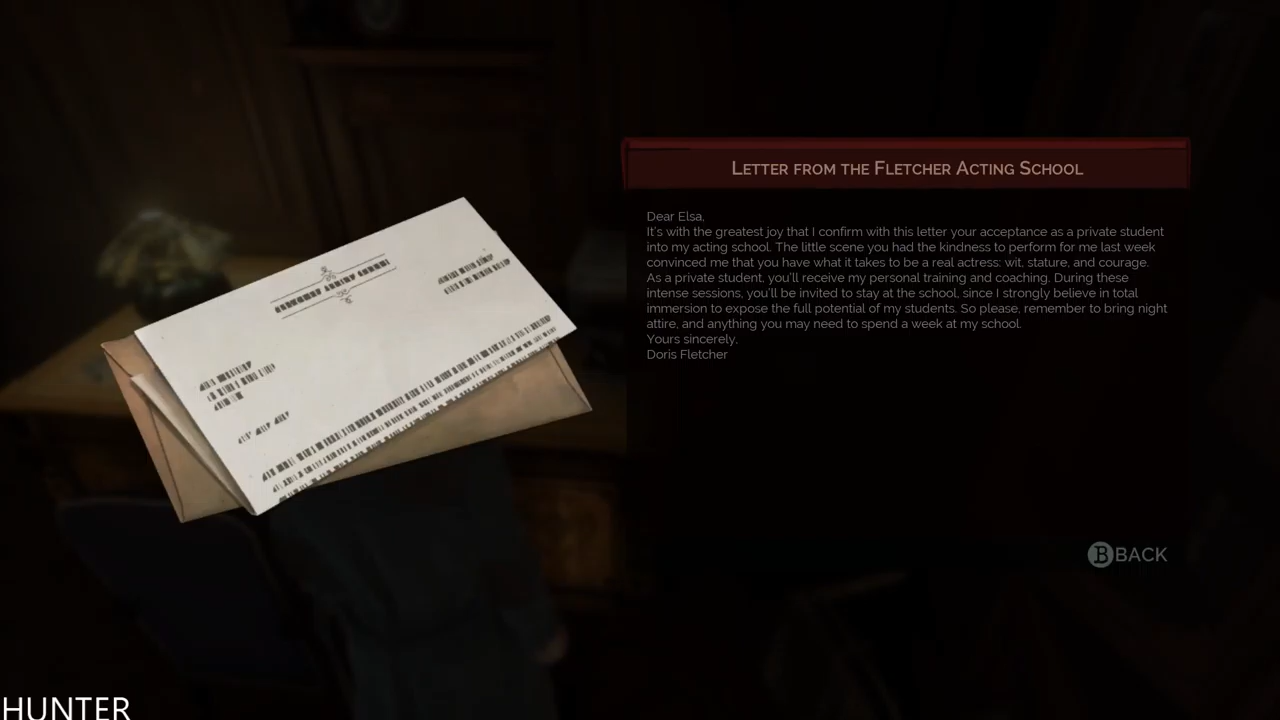 LETTER FROM THE FLETCHER ACTING SCHOOL
Dear Elsa,
It's with the greatest joy that I confirm with this letter your acceptance as a private student
into my acting school. The little scene you had the kindness to perform for me last week
convinced me that you have what it takes to be a real actress: wit, stature, and courage.
As a private student, you'll receive my personal training and coaching. During these
intense sessions, you'll be invited to stay at the school, since I strongly believe in total
immersion to expose the full potential of my students. So please, remember to bring night
attire, and anything you may need to spend a week at my school.
Yours sincerely,
Doris Fletcher
B BACK
HUNTER